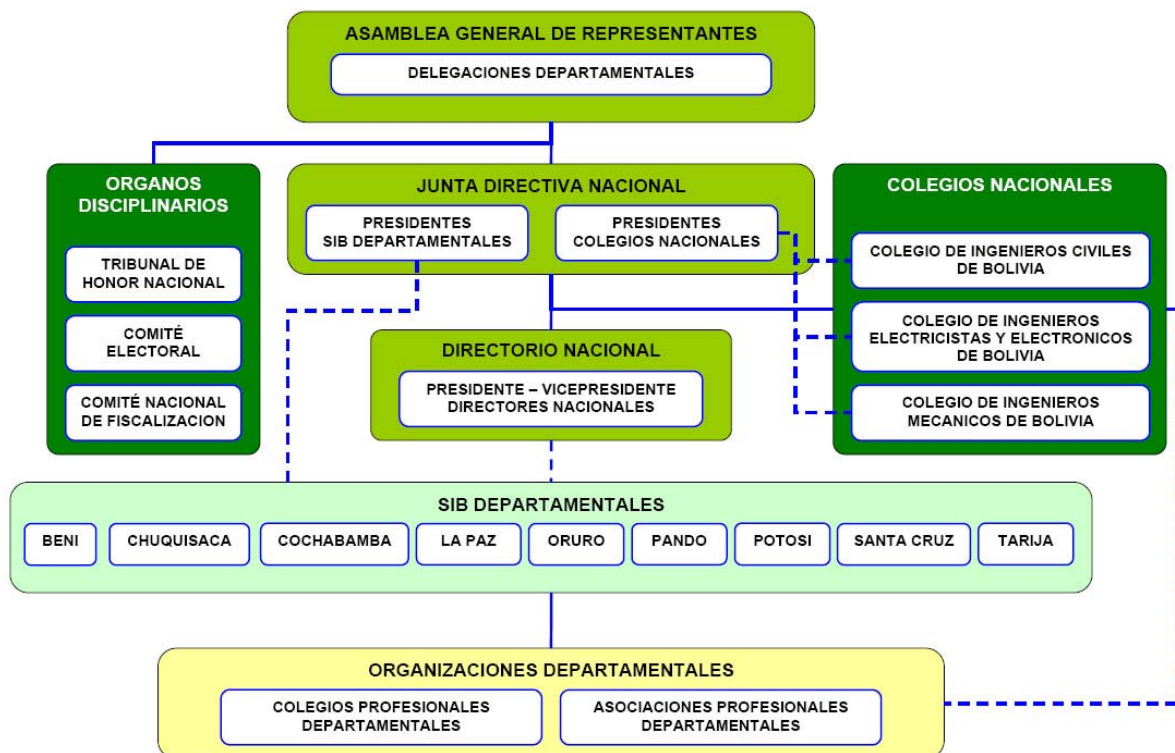 ASAMBLEA GENERAL DE REPRESENTANTES
DELEGACIONES DEPARTAMENTALES
ORGANOS
DISCIPLINARIOS
TRIBUNAL DE
HONOR NACIONAL
COMITÉ
ELECTORAL
COMITÉ NACIONAL
DE FISCALIZACION
JUNTA DIRECTIVA NACIONAL
PRESIDENTES
SIB DEPARTAMENTALES
PRESIDENTES
COLEGIOS NACIONALES
COLEGIOS NACIONALES
COLEGIO DE INGENIEROS CIVILES
DE BOLIVIA
COLEGIO DE INGENIEROS
ELECTRICISTAS Y ELECTRONICOS
DE BOLIVIA
COLEGIO DE INGENIEROS
MECANICOS DE BOLIVIA
DIRECTORIO NACIONAL
PRESIDENTE – VICEPRESIDENTE
DIRECTORES NACIONALES
SIB DEPARTAMENTALES
BENI
CHUQUISACA
COCHABAMBA
LA PAZ
ORURO
PANDO
POTOSI
SANTA CRUZ
TARIJA
ORGANIZACIONES DEPARTAMENTALES
COLEGIOS PROFESIONALES
DEPARTAMENTALES
ASOCIACIONES PROFESIONALES
DEPARTAMENTALES